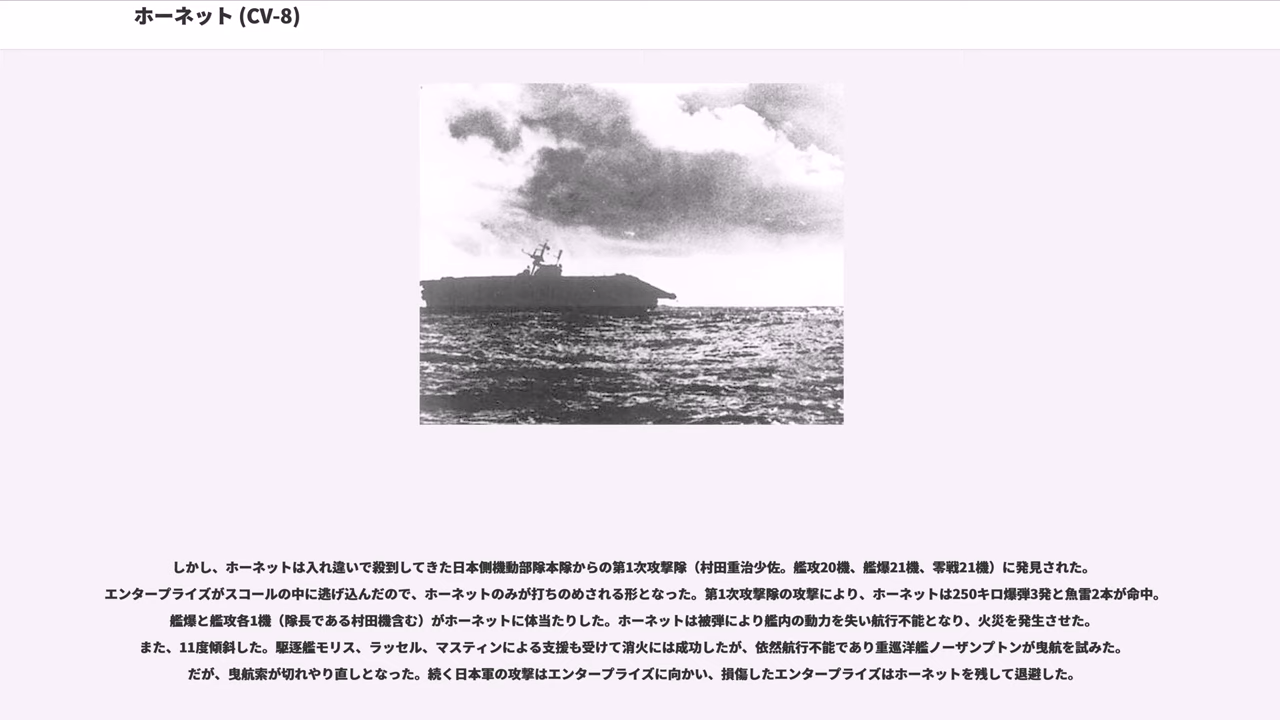 ホーネット (CV-8)
しかし、ホーネットは入れ違いで殺到してきた日本側機動部隊本隊からの第1次攻撃隊（村田重治少佐。艦攻20機、艦爆21機、零戦21機）に発見された。
エンタープライズがスコールの中に逃げ込んだので、ホーネットのみが打ちのめされる形となった。第1次攻撃隊の攻撃により、ホーネットは250キロ爆弾3発と魚雷2本が命中。
艦爆と艦攻各1機（隊長である村田機含む）がホーネットに体当たりした。ホーネットは被弾により艦内の動力を失い航行不能となり、火災を発生させた。
また、11度傾斜した。駆逐艦モリス、ラッセル、マスティンによる支援も受けて消火には成功したが、依然航行不能であり重巡洋艦ノーザンプトンが曳航を試みた。
だが、曳航索が切れやり直しとなった。続く日本軍の攻撃はエンタープライズに向かい、損傷したエンタープライズはホーネットを残して退避した。